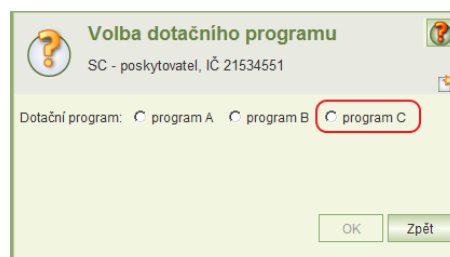 Volba dotačního programu
SC - poskytovatel, IČ 21534551
Dotační program: program A program B program C
OK Zpět